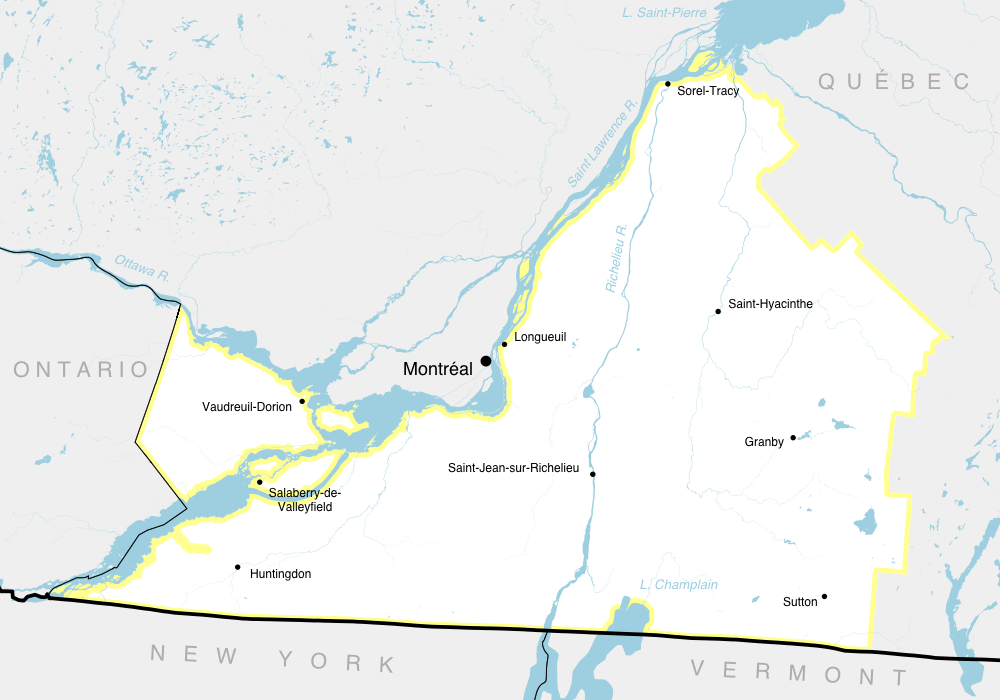 L. Saint-Pierre
QUÉBEC
Sorel-Tracy
Saint Lawrence R.
Richelieu R.
Ottawa R.
Saint-Hyacinthe
Longueuil
ONTARIO
Montréal
Vaudreuil-Dorion
Granby
Saint-Jean-sur-Richelieu
Salaberry-de-
Valleyfield
Huntingdon
L. Champlain
Sutton
NEW YORK
VERMONT